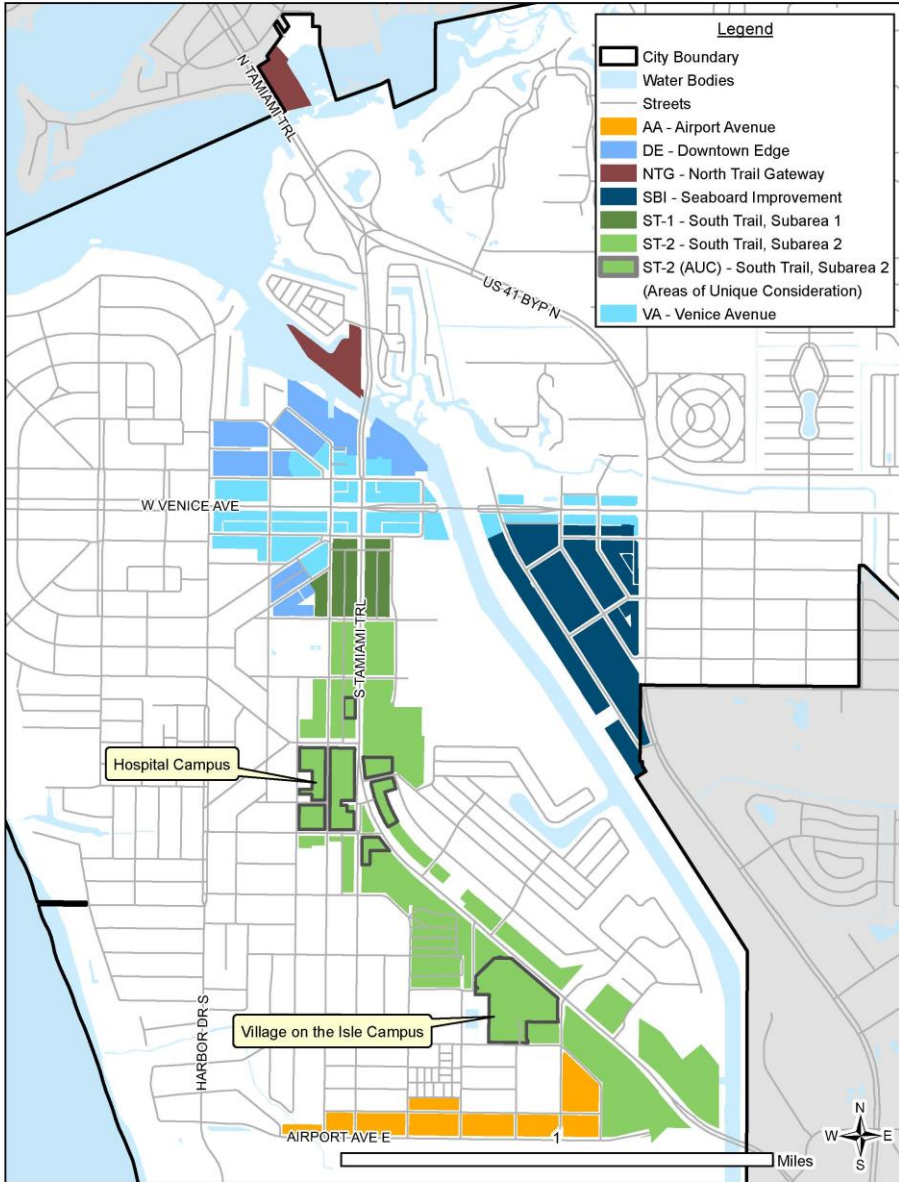 Legend
City Boundary
Water Bodies
Streets
AA - Airport Avenue
DE - Downtown Edge
NTG - North Trail Gateway
SBI - Seaboard Improvement
ST-1 - South Trail, Subarea 1
ST-2 - South Trail, Subarea 2
ST-2 (AUC) - South Trail, Subarea 2
(Areas of Unique Consideration)
VA - Venice Avenue
N TAMIAMI TRL
US 41 BYP N
W VENICE AVE
S TAMIAMI TRL
Hospital Campus
HARBOR DR S
Village on the Isle Campus
AIRPORT AVE E
1
Miles
N
W
E
S